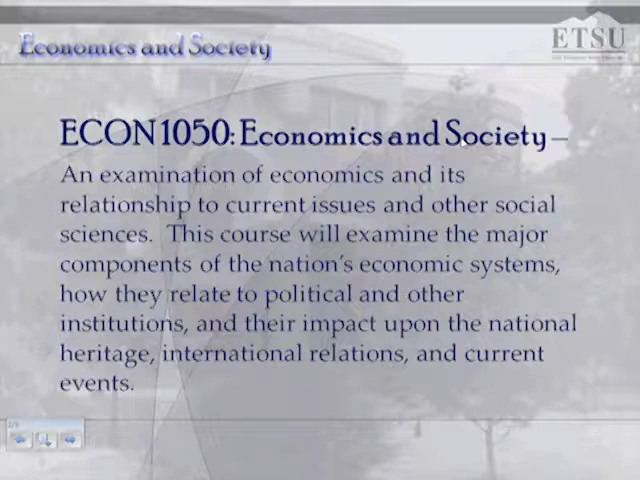 Economics and Society
ETSU
ECON 1050: Economics and Society –
An examination of economics and its
relationship to current issues and other social
sciences. This course will examine the major
components of the nation's economic systems,
how they relate to political and other
institutions, and their impact upon the national
heritage, international relations, and current
events.